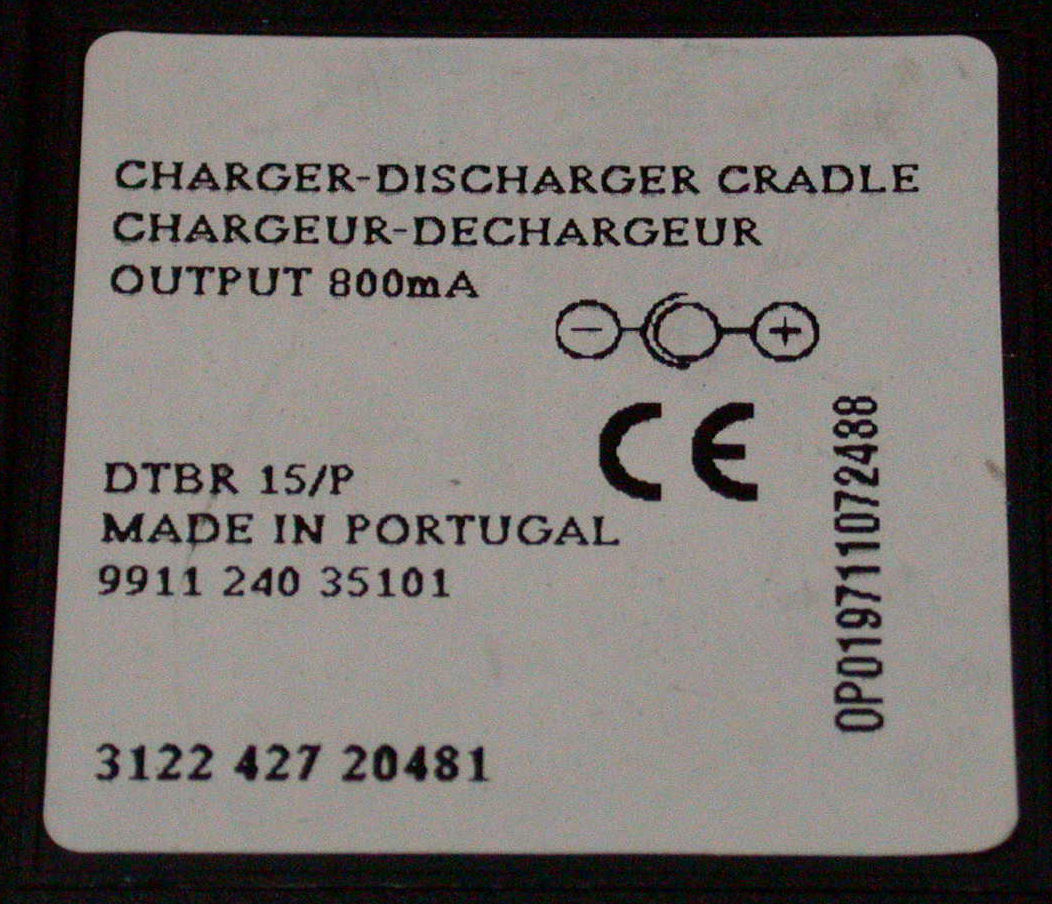 CHARGER-DISCHARGER CRADLE
CHARGEUR-DECHARGEUR
OUTPUT 800mA
− +
CE
DTBR 15/P
MADE IN PORTUGAL
9911 240 35101
3122 427 20481
0P019711072488